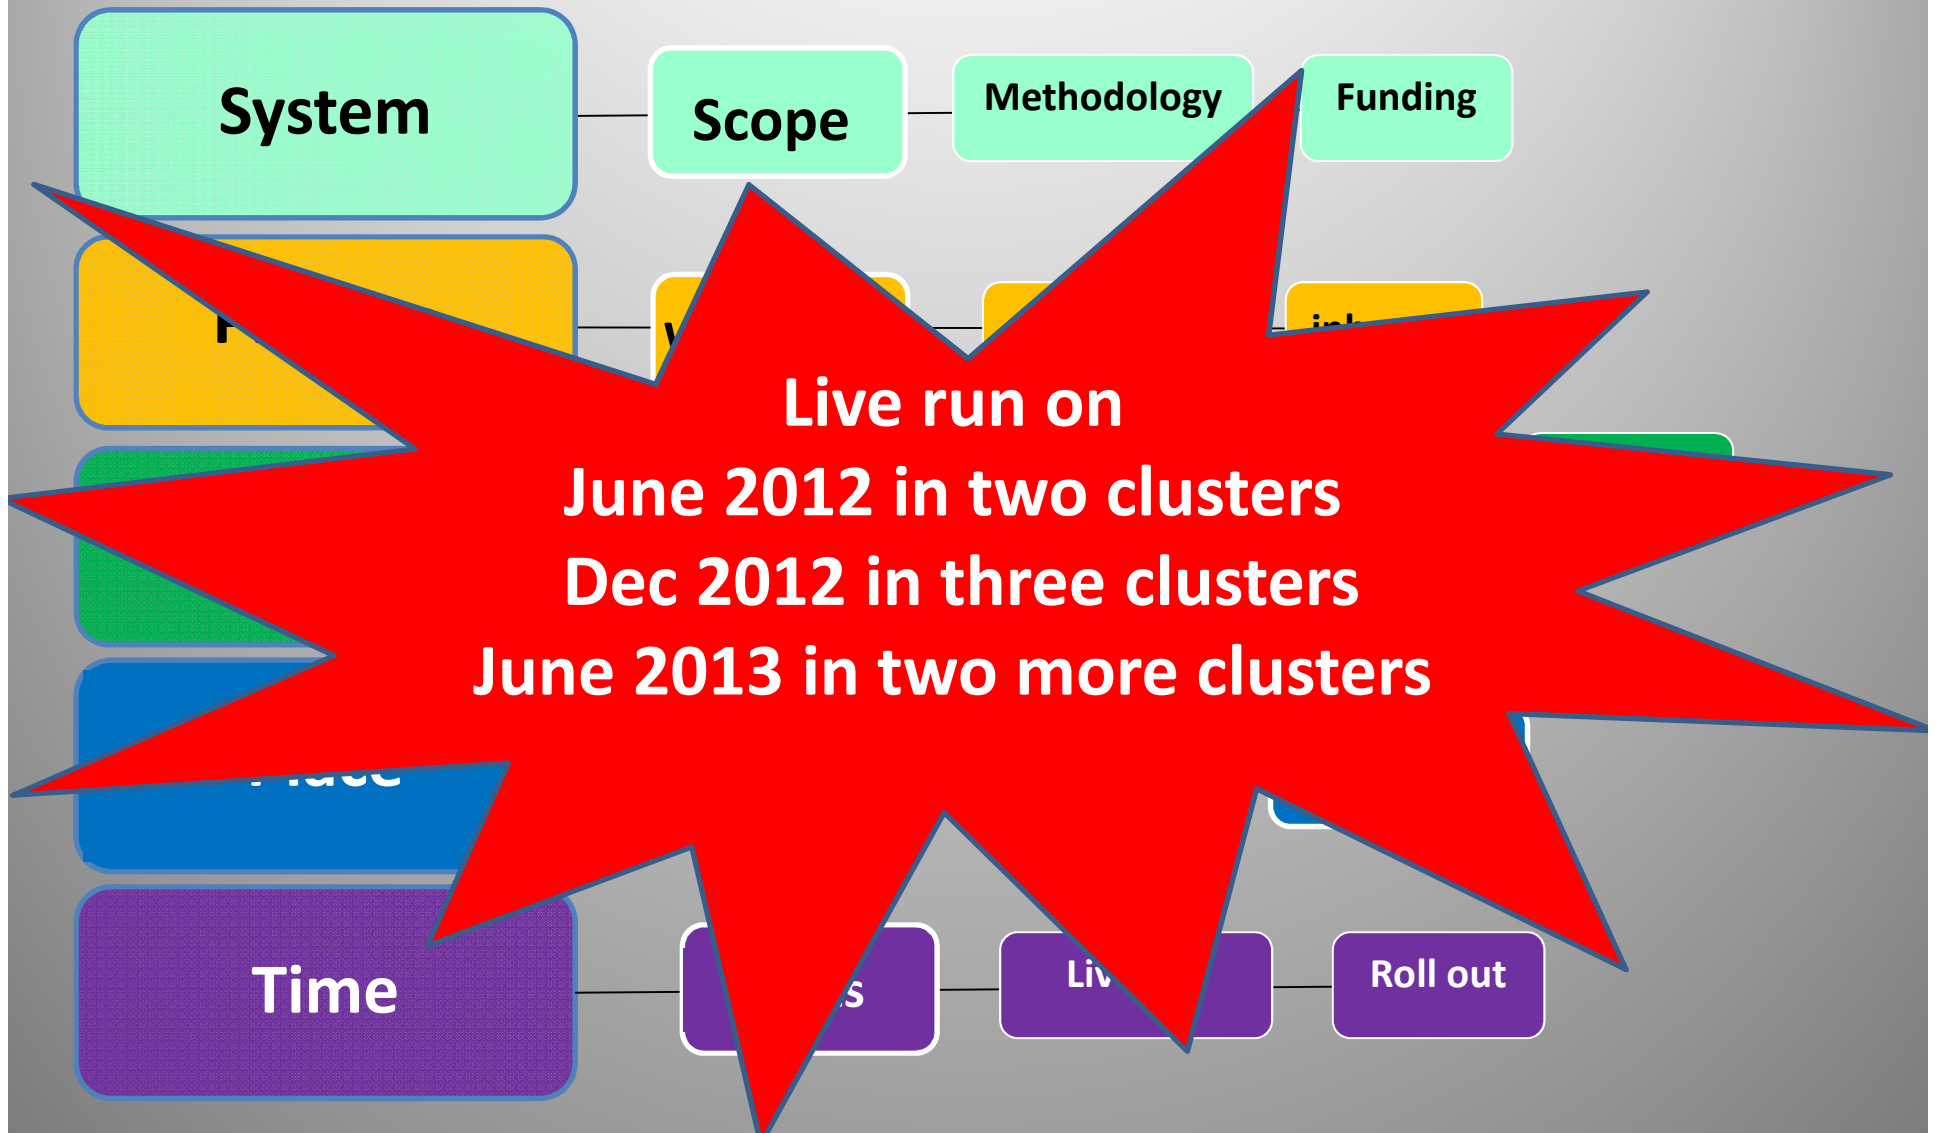 System
Scope
Methodology
Funding
Live run on
June 2012 in two clusters
Dec 2012 in three clusters
June 2013 in two more clusters
Place
Time
Roll out